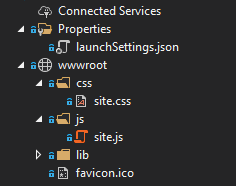 Connected Services
Properties
launchSettings.json
wwwroot
css
site.css
js
site.js
lib
favicon.ico